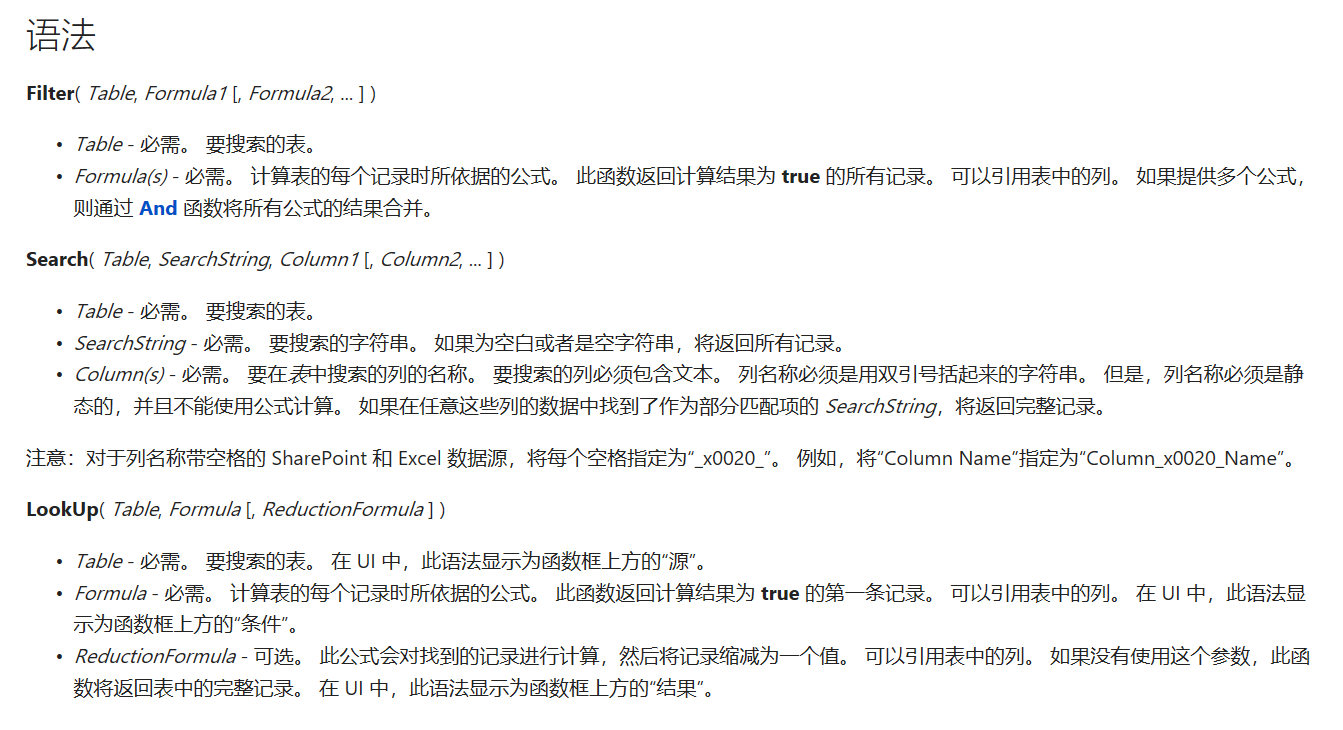 语法
Filter( Table, Formula1 [, Formula2, ... ] )
• Table - 必需。 要搜索的表。
• Formula(s) - 必需。 计算表的每个记录时所依据的公式。 此函数返回计算结果为 true 的所有记录。 可以引用表中的列。 如果提供多个公式，
则通过 And 函数将所有公式的结果合并。
Search( Table, SearchString, Column1 [, Column2, ... ] )
• Table - 必需。 要搜索的表。
• SearchString - 必需。 要搜索的字符串。 如果为空白或者是空字符串，将返回所有记录。
• Column(s) - 必需。 要在表中搜索的列的名称。 要搜索的列必须包含文本。 列名称必须是用双引号括起来的字符串。 但是，列名称必须是静
态的，并且不能使用公式计算。 如果在任意这些列的数据中找到了作为部分匹配项的 SearchString，将返回完整记录。
注意：对于列名称带空格的 SharePoint 和 Excel 数据源，将每个空格指定为“_x0020_”。 例如，将“Column Name”指定为“Column_x0020_Name”。
LookUp( Table, Formula [, ReductionFormula ] )
• Table - 必需。 要搜索的表。 在 UI 中，此语法显示为函数框上方的“源”。
• Formula - 必需。 计算表的每个记录时所依据的公式。 此函数返回计算结果为 true 的第一条记录。 可以引用表中的列。 在 UI 中，此语法显
示为函数框上方的“条件”。
• ReductionFormula - 可选。 此公式会对找到的记录进行计算，然后将记录缩减为一个值。 可以引用表中的列。 如果没有使用这个参数，此函
数将返回表中的完整记录。 在 UI 中，此语法显示为函数框上方的“结果”。